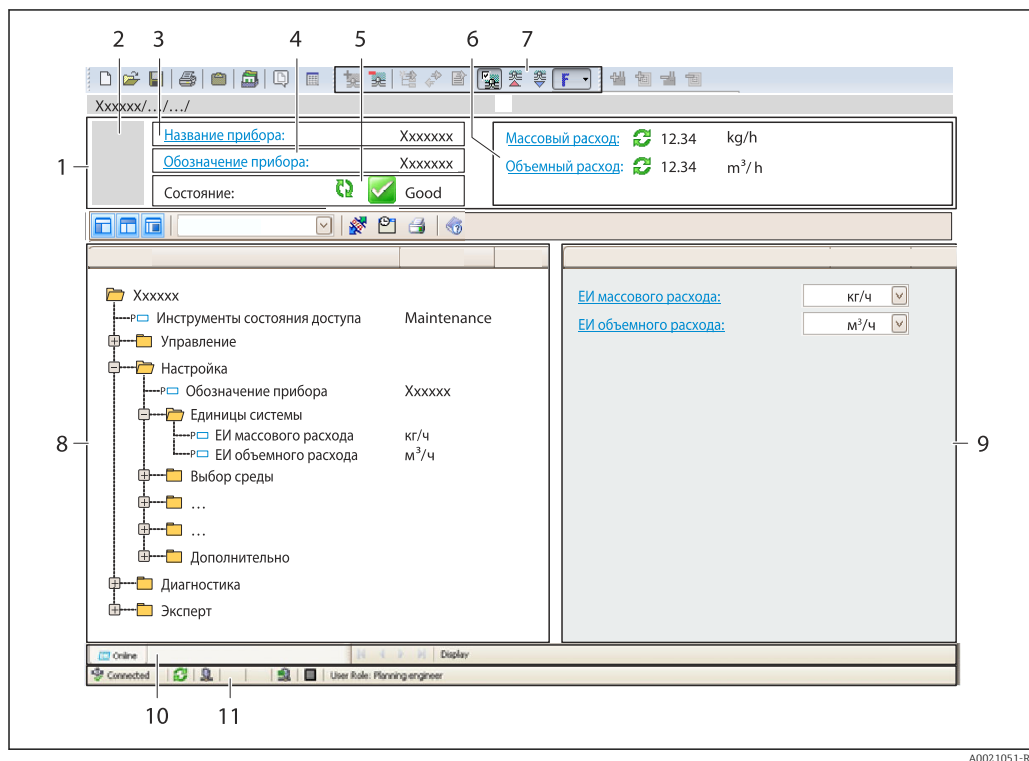 2 3 4 5 6 7
F
Xxxxxx/.../.../
1
Название прибора: Xxxxxxx
Обозначение прибора: Xxxxxxx
Состояние: Good
Массовый расход: 12.34 kg/h
Объемный расход: 12.34 m³/h
Xxxxxx
P Инструменты состояния доступа Maintenance
Управление
Настройка
P Обозначение прибора Xxxxxx
Единицы системы
P ЕИ массового расхода кг/ч
P ЕИ объемного расхода м³/ч
Выбор среды
...
...
Дополнительно
Диагностика
Эксперт
8
ЕИ массового расхода: кг/ч
ЕИ объемного расхода: м³/ч
9
Online Display
Connected User Role: Planning engineer
10 11
A0021051-R